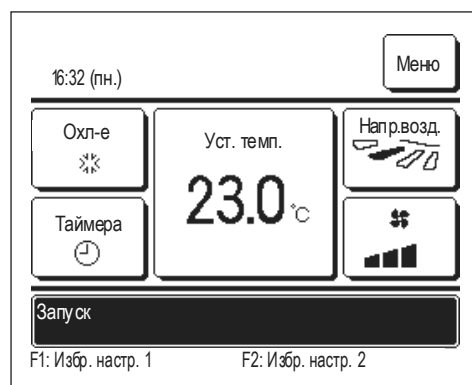 Меню
16:32 (пн.)
Охл-е
Уст. темп.
Напр.возд.
23.0 °C
Таймера
Запуск
F1: Избр. настр. 1
F2: Избр. настр. 2